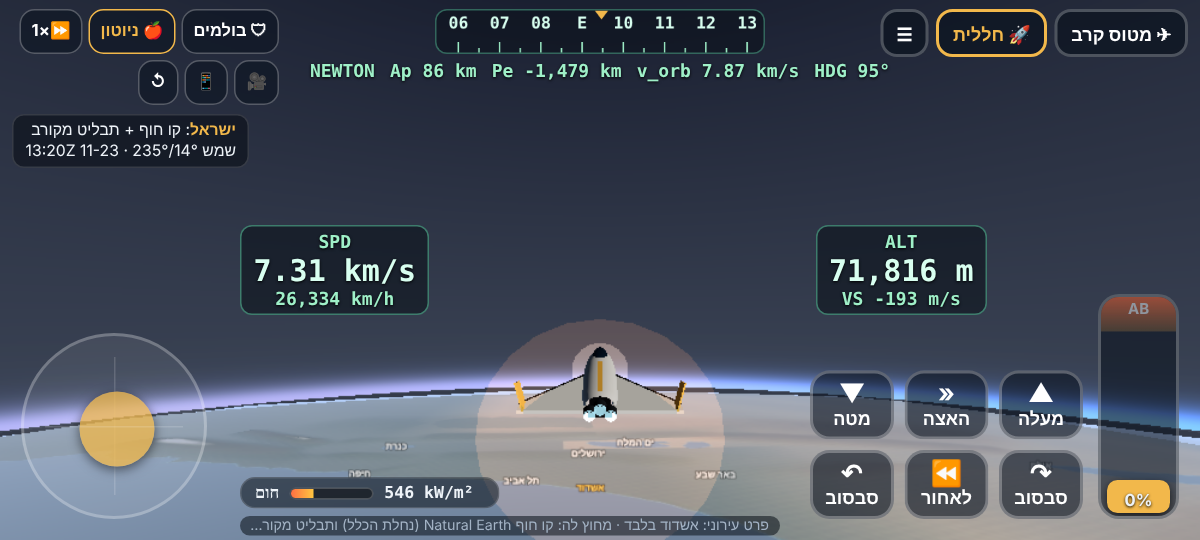 1×⏩
🍎 ניוטון
🛡 בולמים
06 07 08 E 10 11 12 13
☰
🚀 חללית
✈ מטוס קרב
NEWTON Ap 86 km Pe -1,479 km v_orb 7.87 km/s HDG 95°
ישראל: קו חוף + תבליט מקורב
שמש 235°/14° · 11-23 13:20Z
SPD
7.31 km/s
26,334 km/h
ALT
71,816 m
VS -193 m/s
AB
▼ מטה
» האצה
▲ מעלה
כנרת
ים המלח
ירושלים
חיפה
באר שבע
תל אביב
אשדוד
↶ סבסוב
⏪ לאחור
↷ סבסוב
0%
חום 546 kW/m²
פרט עירוני: אשדוד בלבד · מחוץ לה: קו חוף Natural Earth (נחלת הכלל) ותבליט מקור...